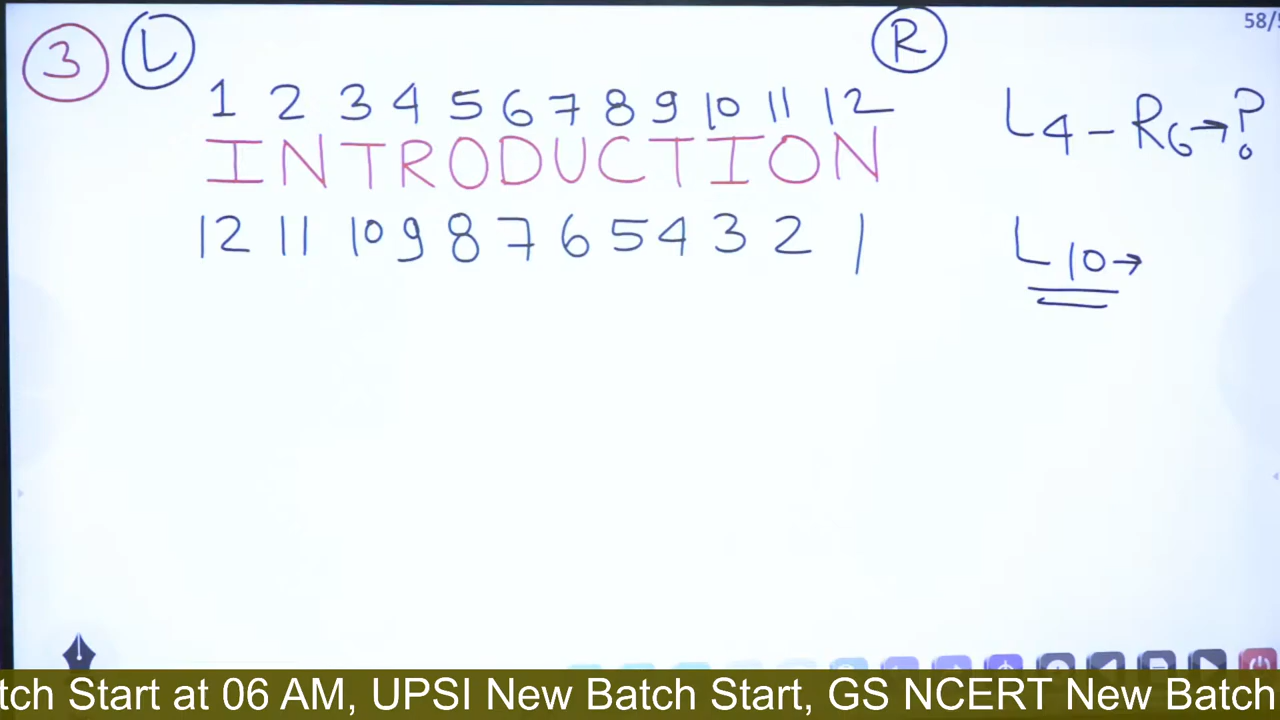 58/
3 L R
1 2 3 4 5 6 7 8 9 10 11 12
INTRODUCTION
12 11 10 9 8 7 6 5 4 3 2 1
L4 - R6 → ?
L10 →
tch Start at 06 AM, UPSI New Batch Start, GS NCERT New Batch